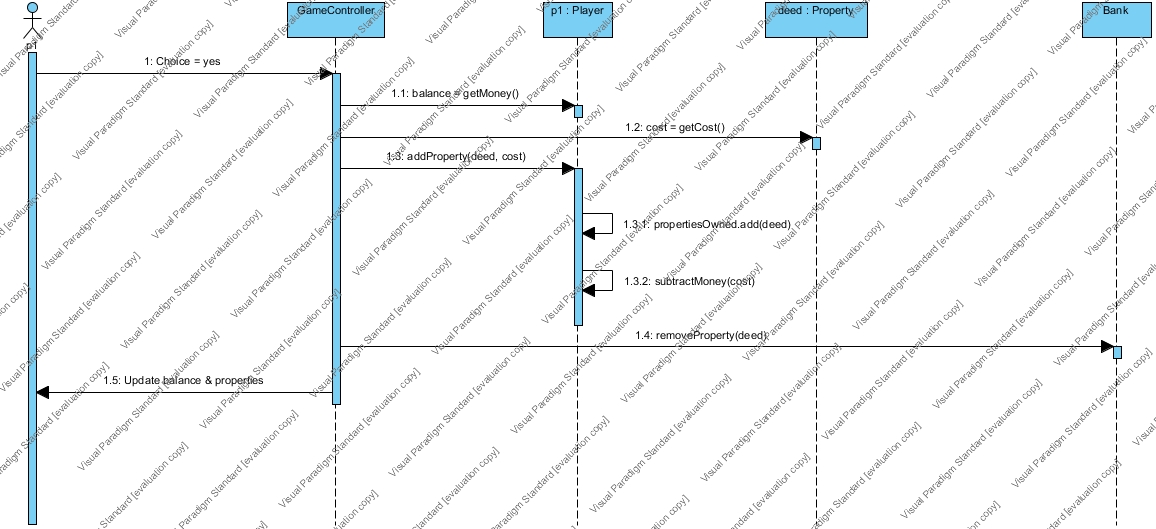 GameController
p1 : Player
deed : Property
Bank
p1
1: Choice = yes
1.1: balance = getMoney()
1.2: cost = getCost()
1.3: addProperty(deed, cost)
1.3.1: propertiesOwned.add(deed)
1.3.2: subtractMoney(cost)
1.4: removeProperty(deed)
1.5: Update balance & properties
Visual Paradigm Standard [evaluation copy]